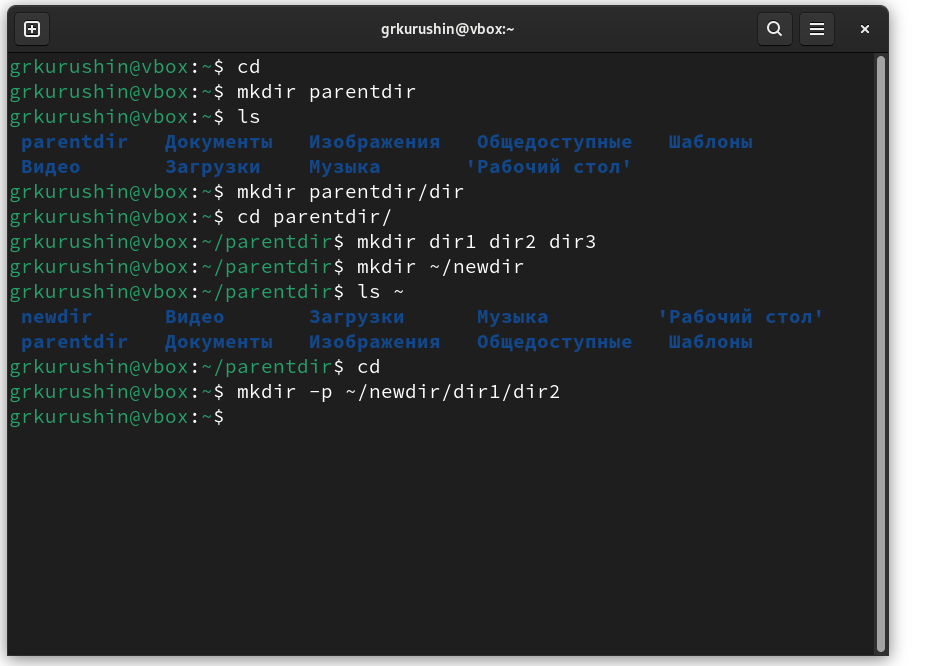 grkurushin@vbox:~
grkurushin@vbox:~$ cd
grkurushin@vbox:~$ mkdir parentdir
grkurushin@vbox:~$ ls
parentdir Документы Изображения Общедоступные Шаблоны
Видео Загрузки Музыка 'Рабочий стол'
grkurushin@vbox:~$ mkdir parentdir/dir
grkurushin@vbox:~$ cd parentdir/
grkurushin@vbox:~/parentdir$ mkdir dir1 dir2 dir3
grkurushin@vbox:~/parentdir$ mkdir ~/newdir
grkurushin@vbox:~/parentdir$ ls ~
newdir Видео Загрузки Музыка 'Рабочий стол'
parentdir Документы Изображения Общедоступные Шаблоны
grkurushin@vbox:~/parentdir$ cd
grkurushin@vbox:~$ mkdir -p ~/newdir/dir1/dir2
grkurushin@vbox:~$